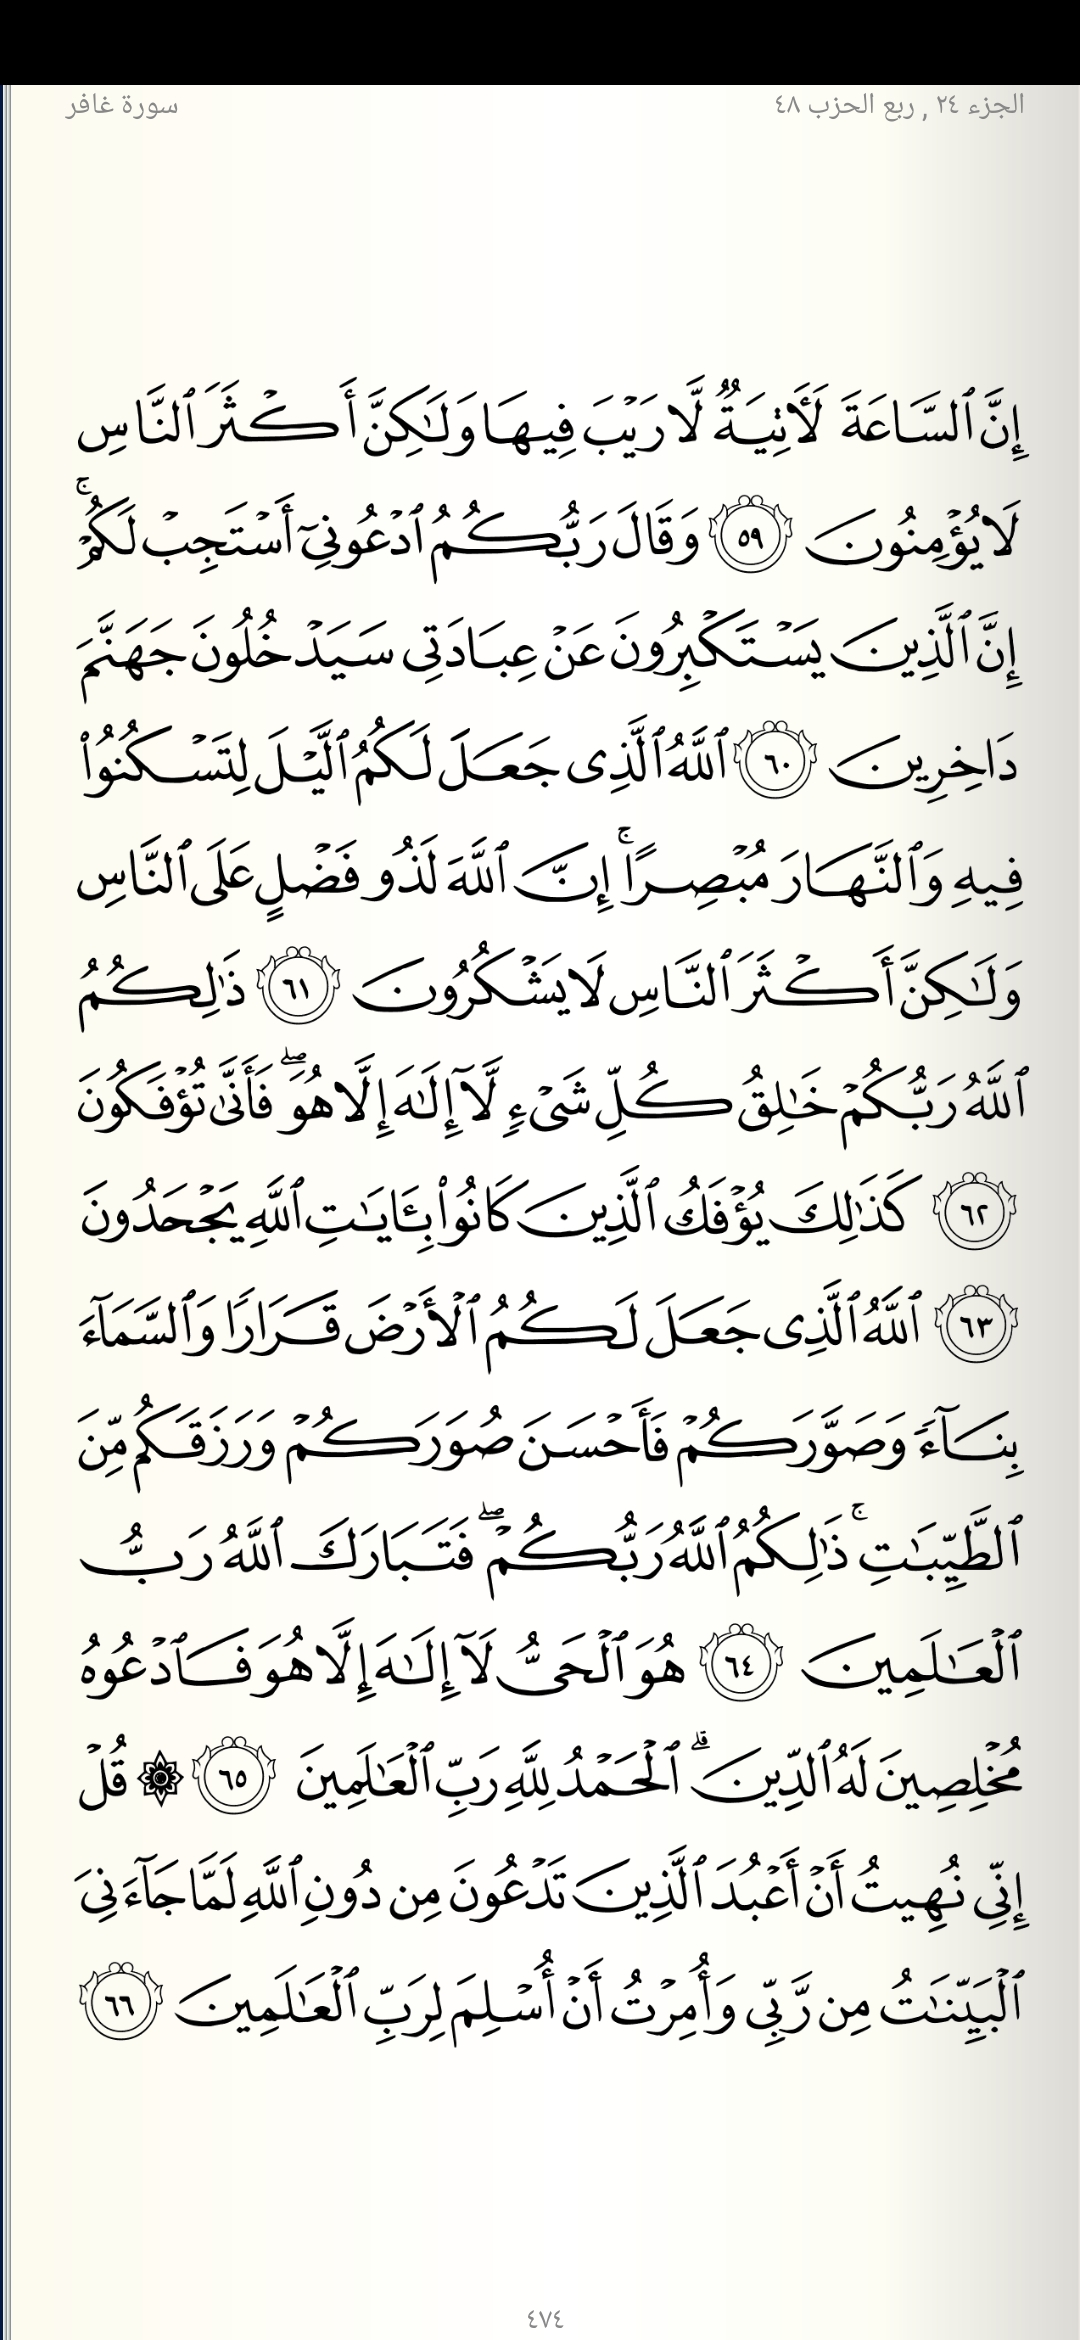 الجزء ٢٤ , ربع الحزب ٤٨
سورة غافر
إِنَّ ٱلسَّاعَةَ لَأٓتِيَةٌ لَّا رَيْبَ فِيهَا وَلَٰكِنَّ أَكْثَرَ ٱلنَّاسِ
لَا يُؤْمِنُونَ ٥٩ وَقَالَ رَبُّكُمُ ٱدْعُونِىٓ أَسْتَجِبْ لَكُمْ ۚ
إِنَّ ٱلَّذِينَ يَسْتَكْبِرُونَ عَنْ عِبَادَتِى سَيَدْخُلُونَ جَهَنَّمَ
دَاخِرِينَ ٦٠ ٱللَّهُ ٱلَّذِى جَعَلَ لَكُمُ ٱلَّيْلَ لِتَسْكُنُوا۟
فِيهِ وَٱلنَّهَارَ مُبْصِرًا ۚ إِنَّ ٱللَّهَ لَذُو فَضْلٍ عَلَى ٱلنَّاسِ
وَلَٰكِنَّ أَكْثَرَ ٱلنَّاسِ لَا يَشْكُرُونَ ٦١ ذَٰلِكُمُ
ٱللَّهُ رَبُّكُمْ خَٰلِقُ كُلِّ شَىْءٍ لَّآ إِلَٰهَ إِلَّا هُوَ ۖ فَأَنَّىٰ تُؤْفَكُونَ
٦٢ كَذَٰلِكَ يُؤْفَكُ ٱلَّذِينَ كَانُوا۟ بِـَٔايَٰتِ ٱللَّهِ يَجْحَدُونَ
٦٣ ٱللَّهُ ٱلَّذِى جَعَلَ لَكُمُ ٱلْأَرْضَ قَرَارًا وَٱلسَّمَآءَ
بِنَآءً وَصَوَّرَكُمْ فَأَحْسَنَ صُوَرَكُمْ وَرَزَقَكُم مِّنَ
ٱلطَّيِّبَٰتِ ۚ ذَٰلِكُمُ ٱللَّهُ رَبُّكُمْ ۖ فَتَبَارَكَ ٱللَّهُ رَبُّ
ٱلْعَٰلَمِينَ ٦٤ هُوَ ٱلْحَىُّ لَآ إِلَٰهَ إِلَّا هُوَ فَٱدْعُوهُ
مُخْلِصِينَ لَهُ ٱلدِّينَ ۗ ٱلْحَمْدُ لِلَّهِ رَبِّ ٱلْعَٰلَمِينَ ٦٥ ۞ قُلْ
إِنِّى نُهِيتُ أَنْ أَعْبُدَ ٱلَّذِينَ تَدْعُونَ مِن دُونِ ٱللَّهِ لَمَّا جَآءَنِىَ
ٱلْبَيِّنَٰتُ مِن رَّبِّى وَأُمِرْتُ أَنْ أُسْلِمَ لِرَبِّ ٱلْعَٰلَمِينَ ٦٦
٤٧٤